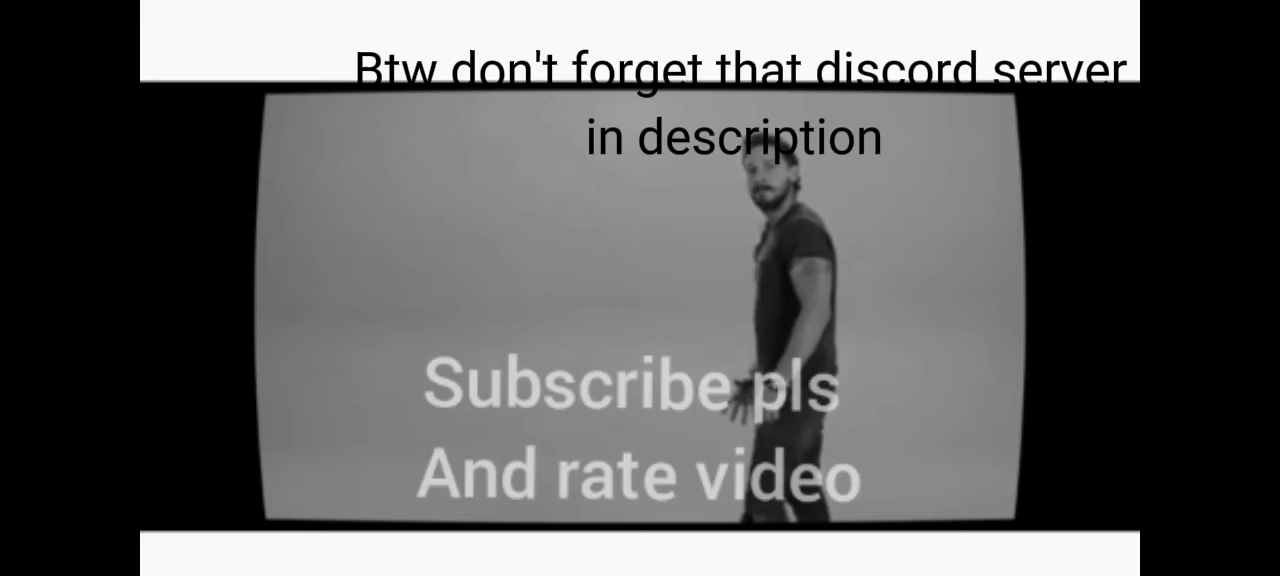 Btw don't forget that discord server
in description
Subscribe pls
And rate video